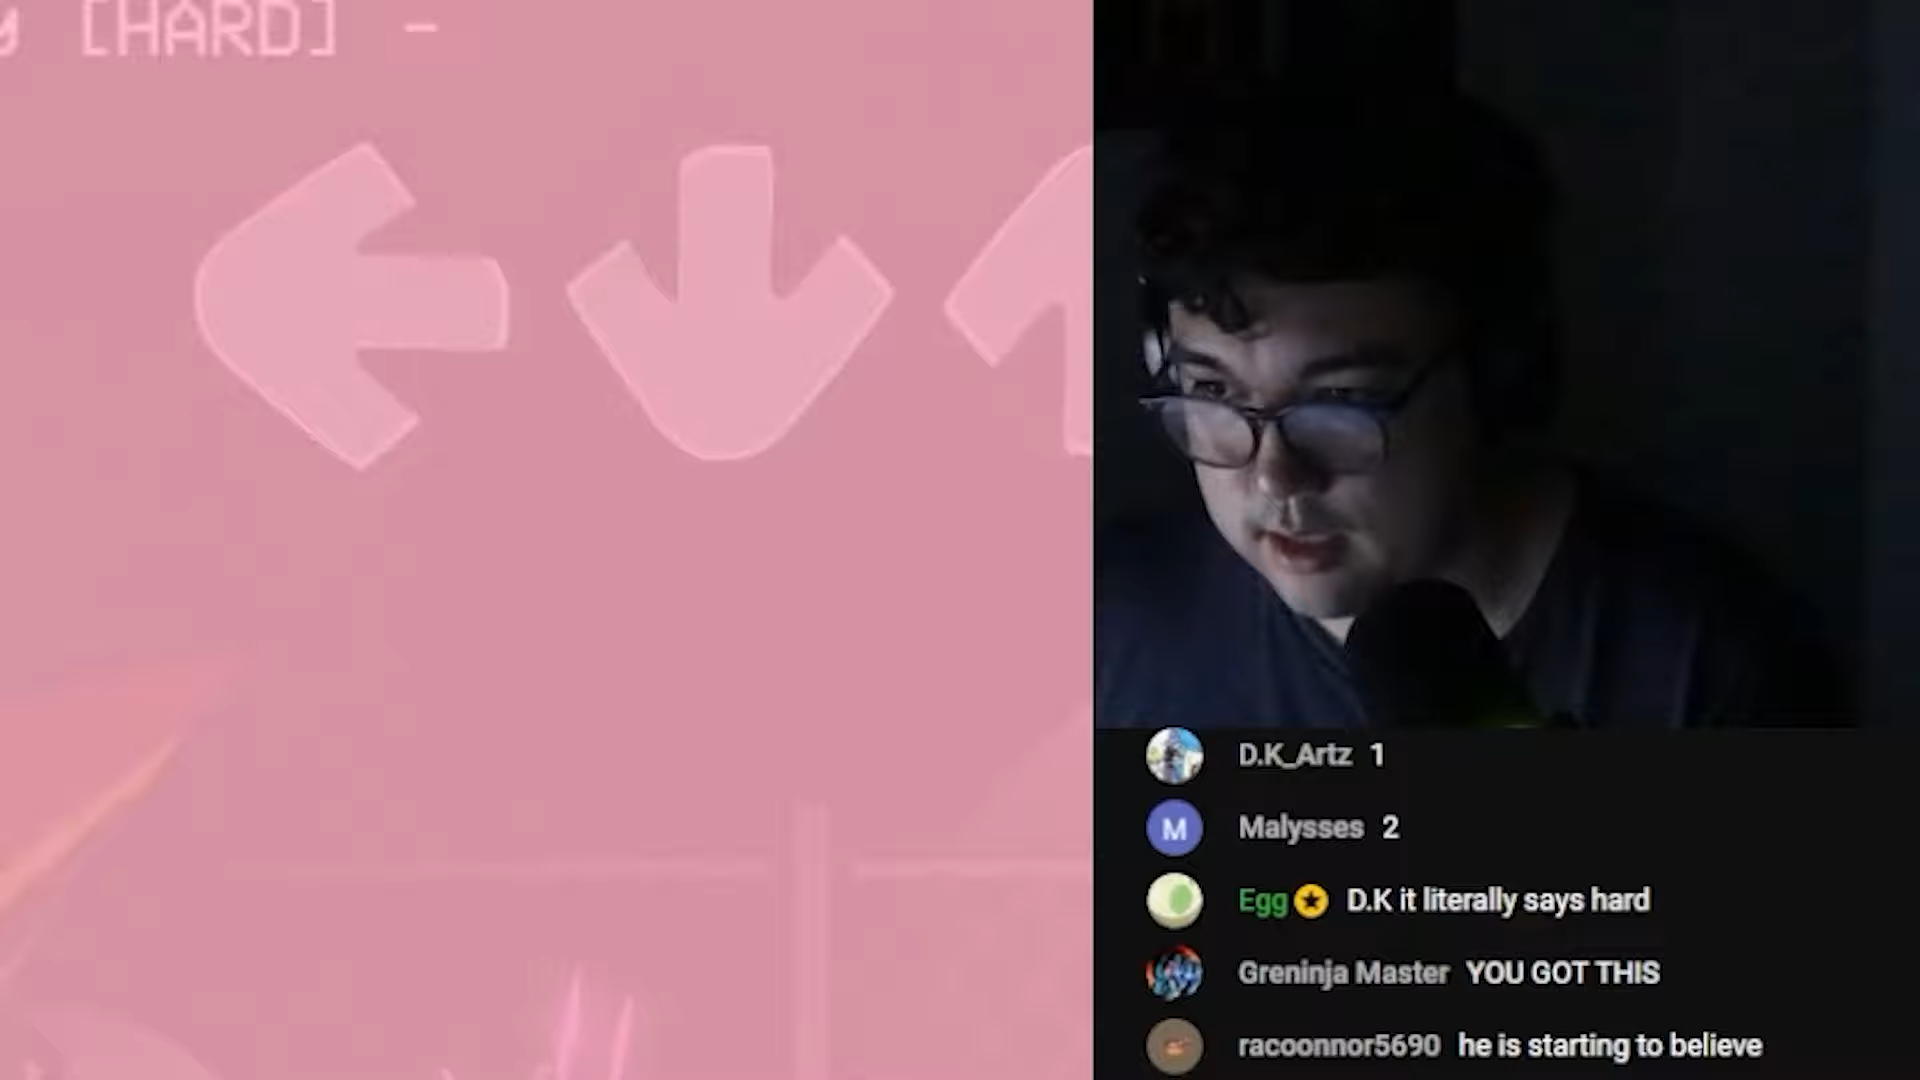 [HARD] -
D.K_Artz 1
M Malysses 2
Egg D.K it literally says hard
Greninja Master YOU GOT THIS
racoonnor5690 he is starting to believe